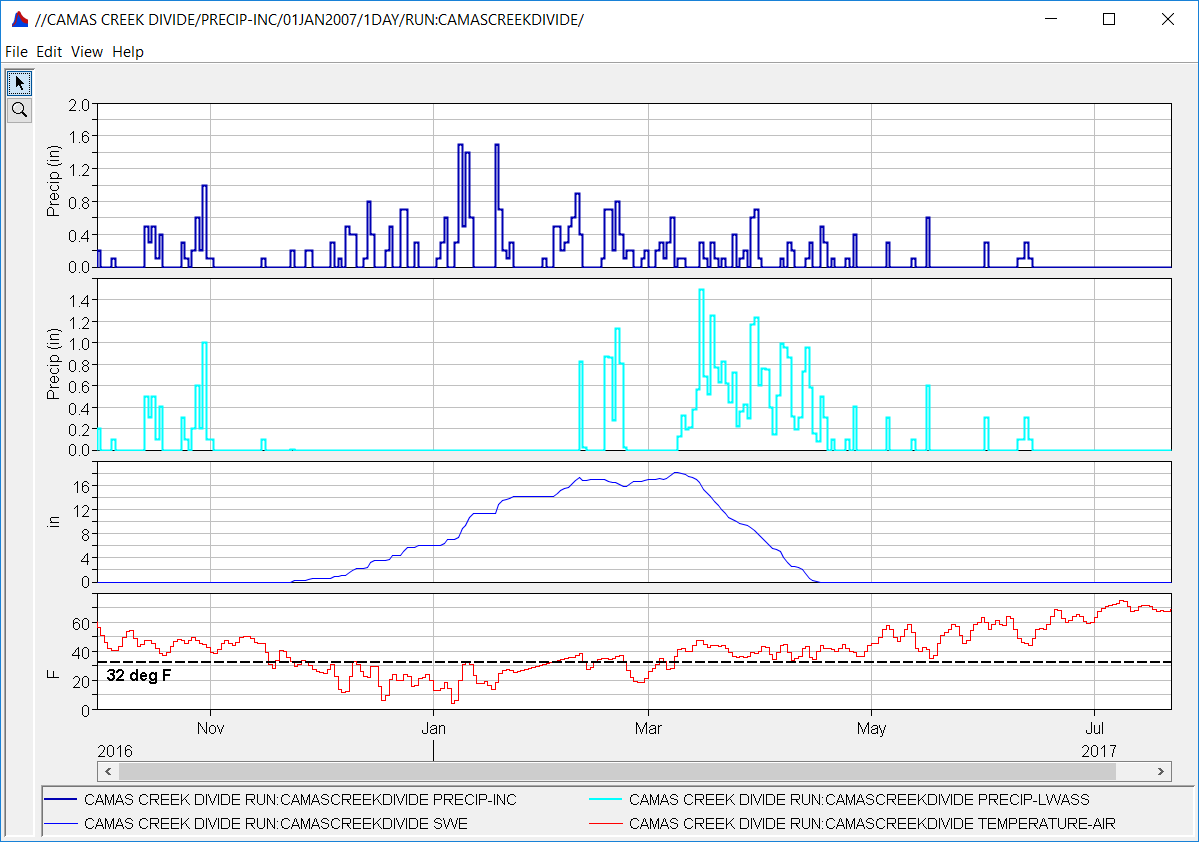 //CAMAS CREEK DIVIDE/PRECIP-INC/01JAN2007/1DAY/RUN:CAMASCREEKDIVIDE/
File Edit View Help
Precip (in)
2.0
1.6
1.2
0.8
0.4
0.0
Precip (in)
1.4
1.2
1.0
0.8
0.6
0.4
0.2
0.0
in
16
12
8
4
0
F
60
40
20
0
32 deg F
Nov Jan Mar May Jul
2016 2017
CAMAS CREEK DIVIDE RUN:CAMASCREEKDIVIDE PRECIP-INC
CAMAS CREEK DIVIDE RUN:CAMASCREEKDIVIDE PRECIP-LWASS
CAMAS CREEK DIVIDE RUN:CAMASCREEKDIVIDE SWE
CAMAS CREEK DIVIDE RUN:CAMASCREEKDIVIDE TEMPERATURE-AIR